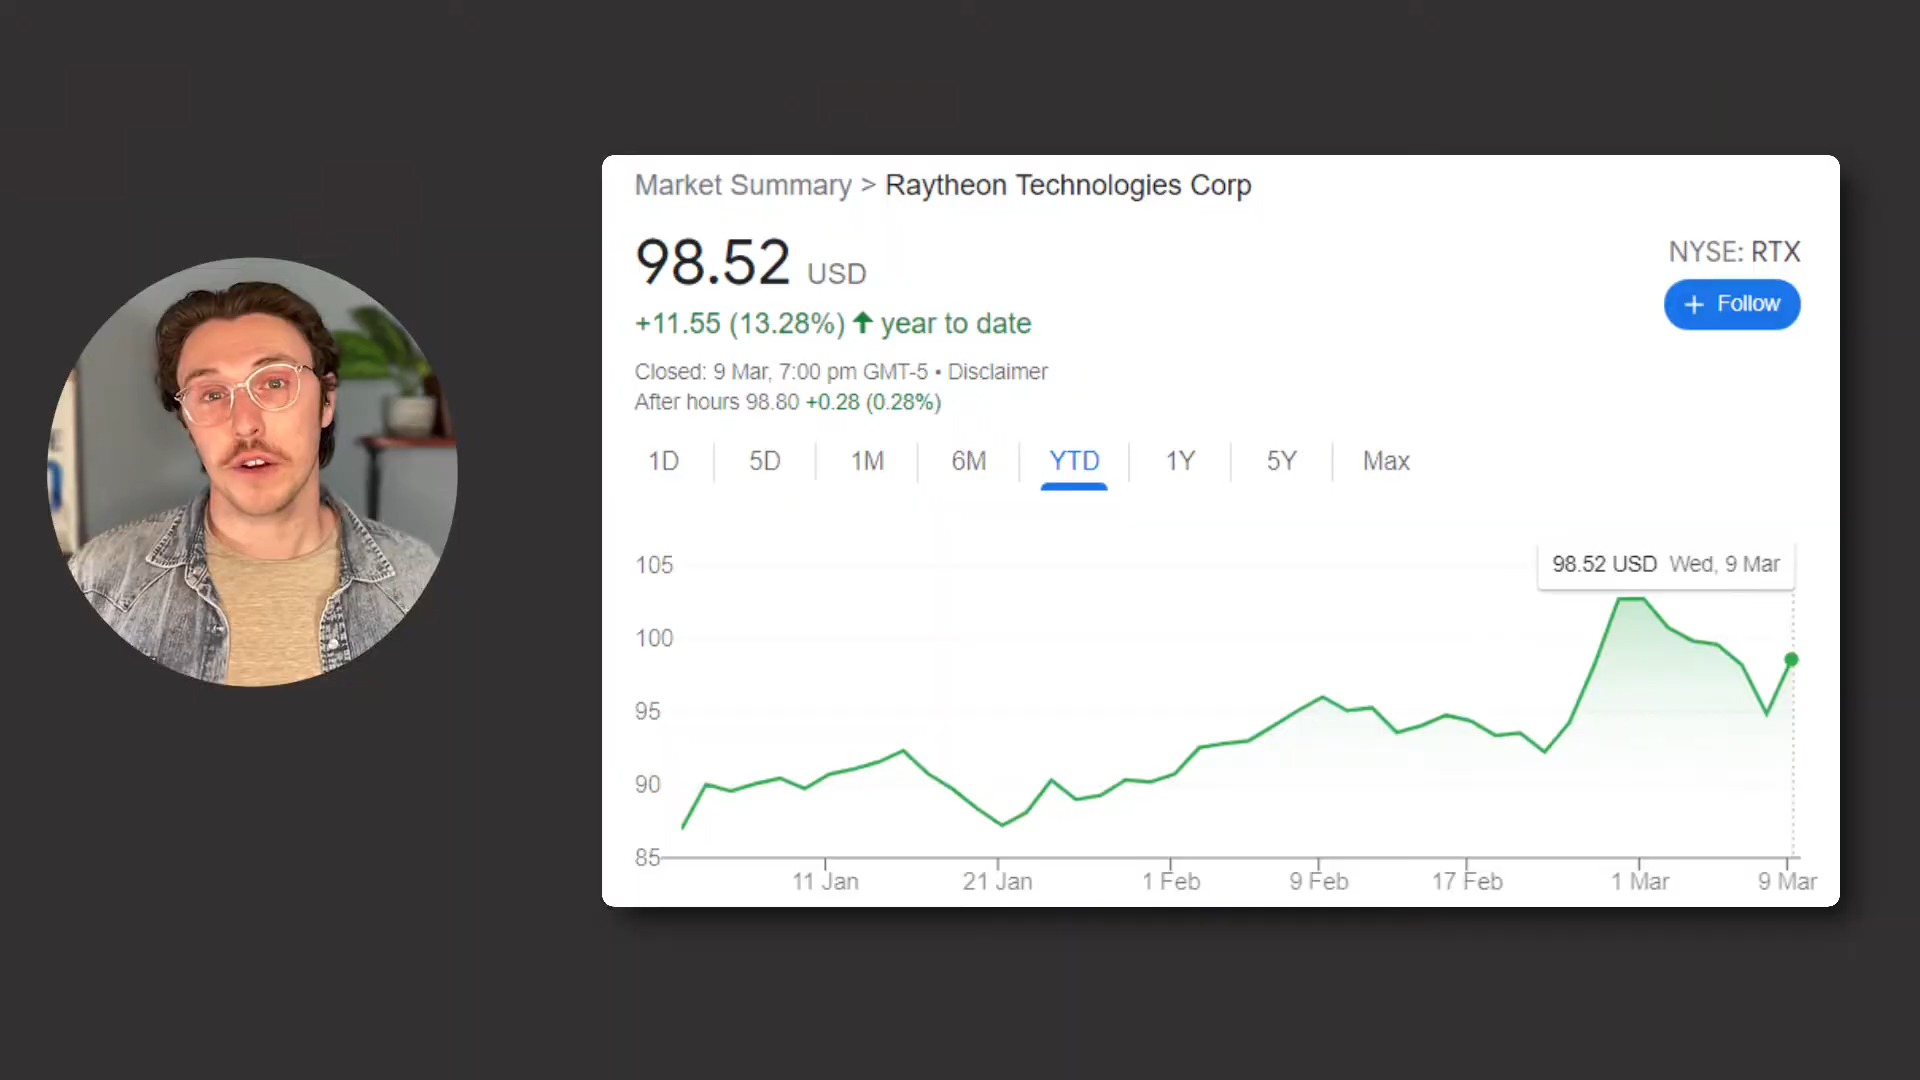 Market Summary > Raytheon Technologies Corp
98.52 USD
NYSE: RTX
+ Follow
+11.55 (13.28%) ↑ year to date
Closed: 9 Mar, 7:00 pm GMT-5 • Disclaimer
After hours 98.80 +0.28 (0.28%)
1D 5D 1M 6M YTD 1Y 5Y Max
98.52 USD Wed, 9 Mar
105
100
95
90
85
11 Jan 21 Jan 1 Feb 9 Feb 17 Feb 1 Mar 9 Mar